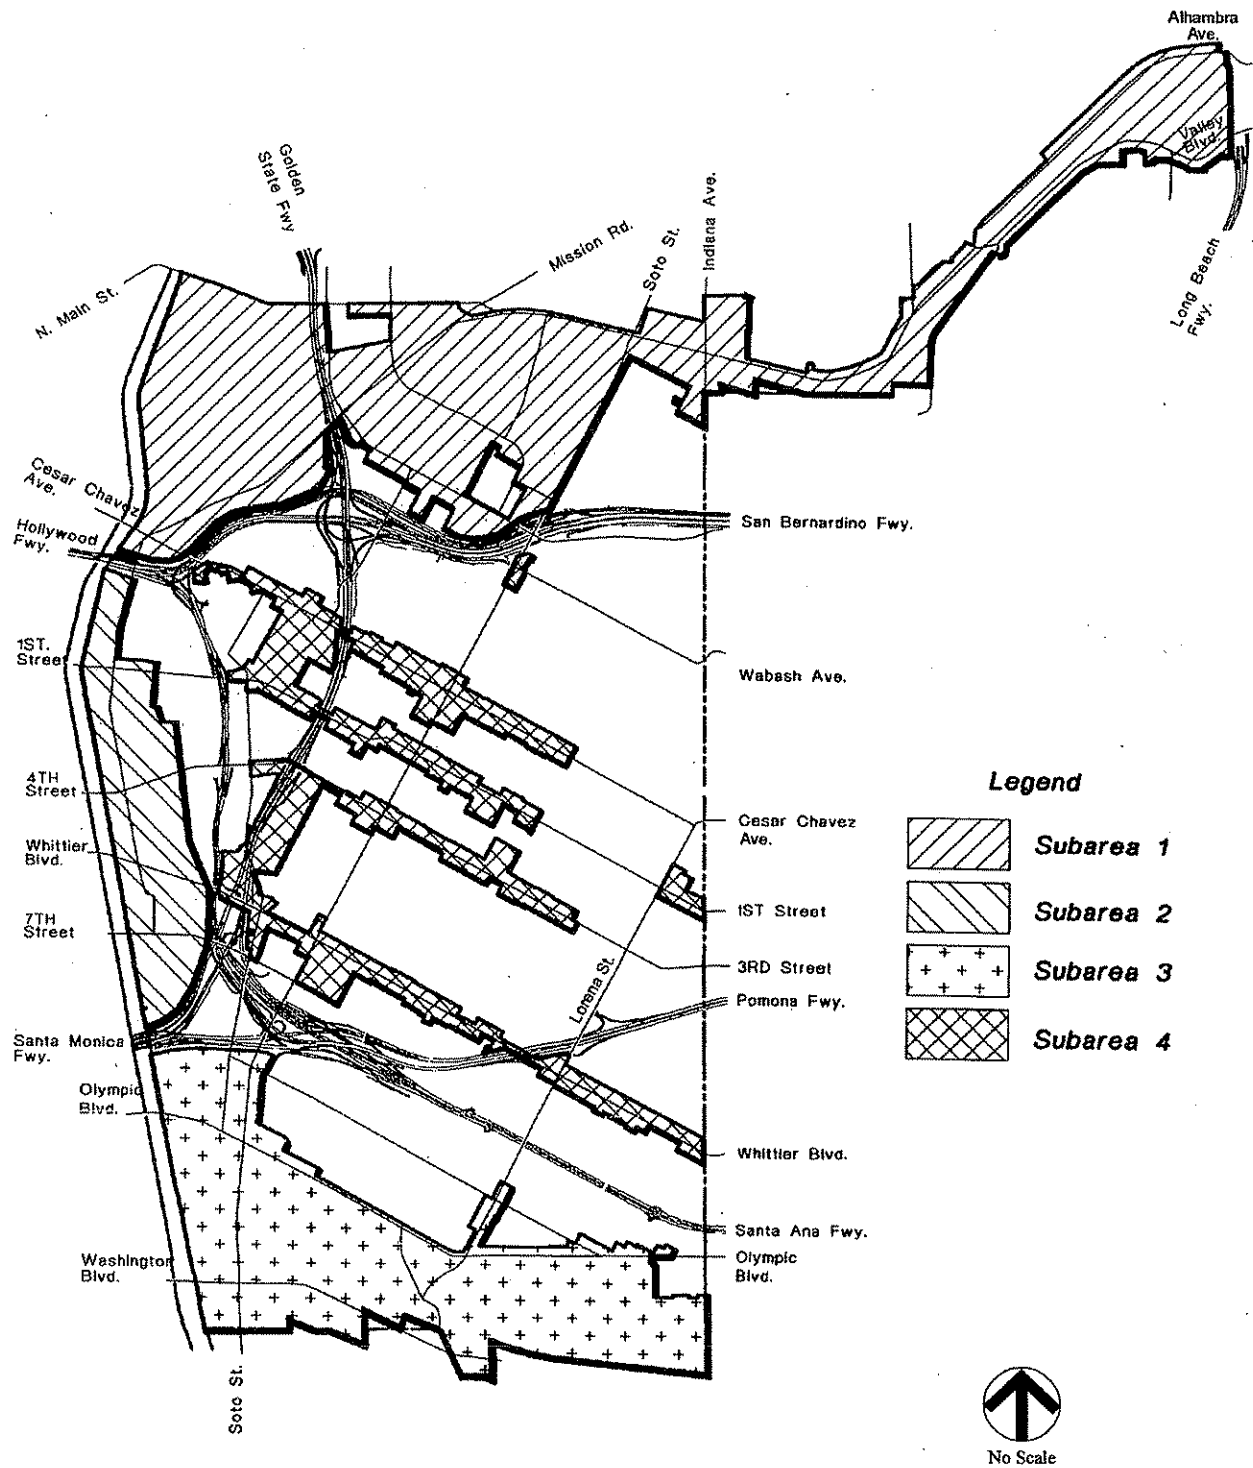 Alhambra
Ave.
Valley
Blvd.
Golden
State Fwy
Mission Rd.
Soto St.
Indiana Ave.
Long Beach
Fwy.
N. Main St.
Cesar Chavez
Ave.
Hollywood
Fwy.
San Bernardino Fwy.
1ST.
Street
Wabash Ave.
4TH
Street
Legend
Cesar Chavez
Ave.
Subarea 1
Whittier
Blvd.
Subarea 2
1ST Street
7TH
Street
Subarea 3
3RD Street
Lorena St.
Pomona Fwy.
Santa Monica
Fwy.
Subarea 4
Olympic
Blvd.
Whittier Blvd.
Santa Ana Fwy.
Washington
Blvd.
Olympic
Blvd.
Soto St.
No Scale